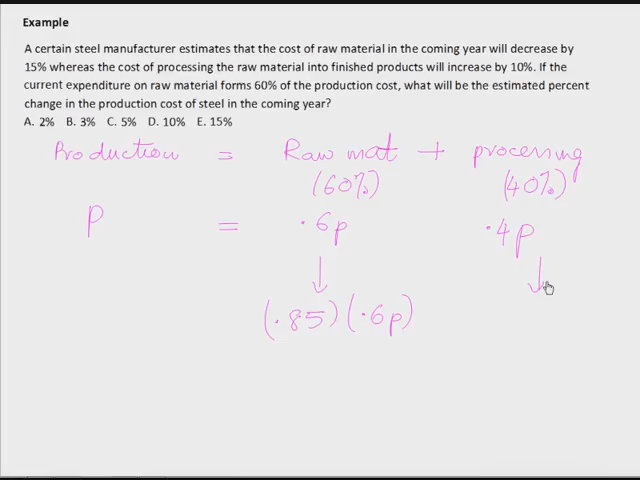 Example
A certain steel manufacturer estimates that the cost of raw material in the coming year will decrease by
15% whereas the cost of processing the raw material into finished products will increase by 10%. If the
current expenditure on raw material forms 60% of the production cost, what will be the estimated percent
change in the production cost of steel in the coming year?
A. 2% B. 3% C. 5% D. 10% E. 15%
Production = Raw mat + processing
(60%) (40%)
P = .6p .4p
(.85)(.6p)